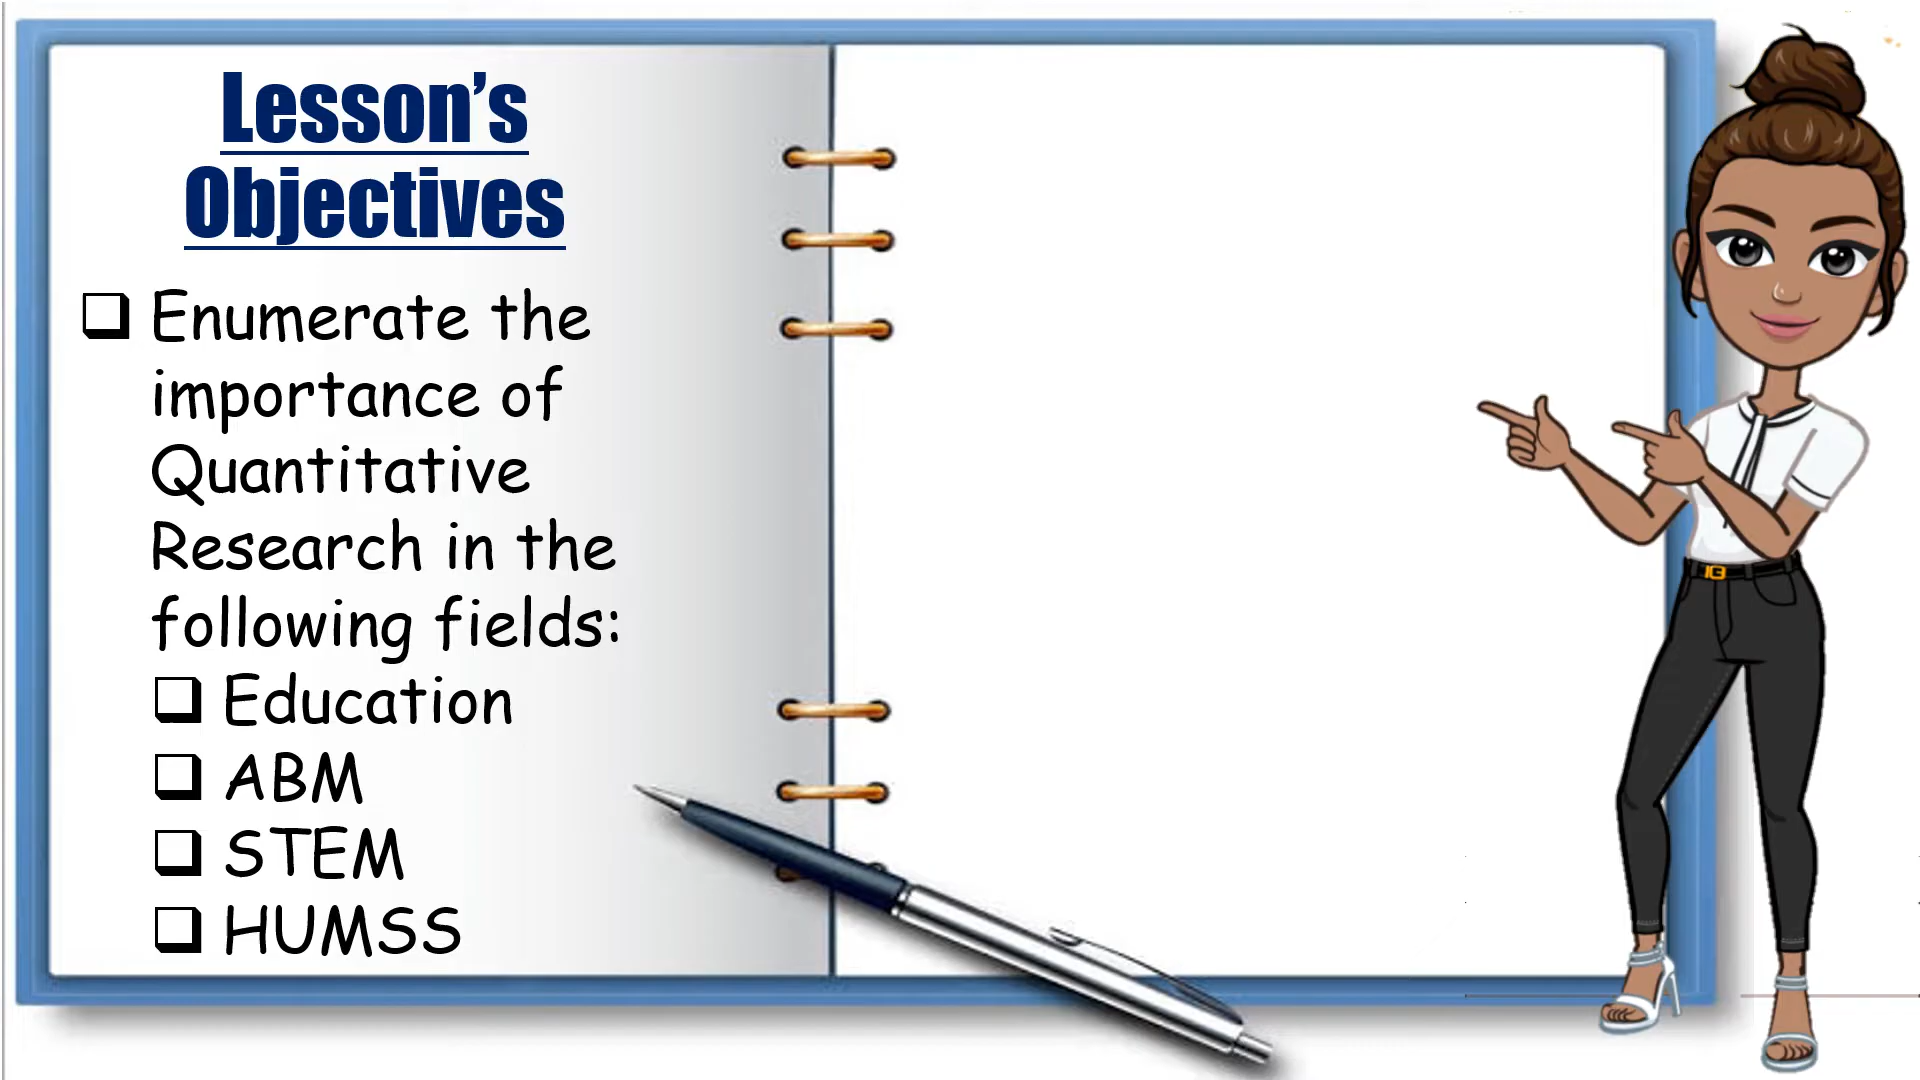 Lesson’s
Objectives
❑ Enumerate the
importance of
Quantitative
Research in the
following fields:
❑ Education
❑ ABM
❑ STEM
❑ HUMSS